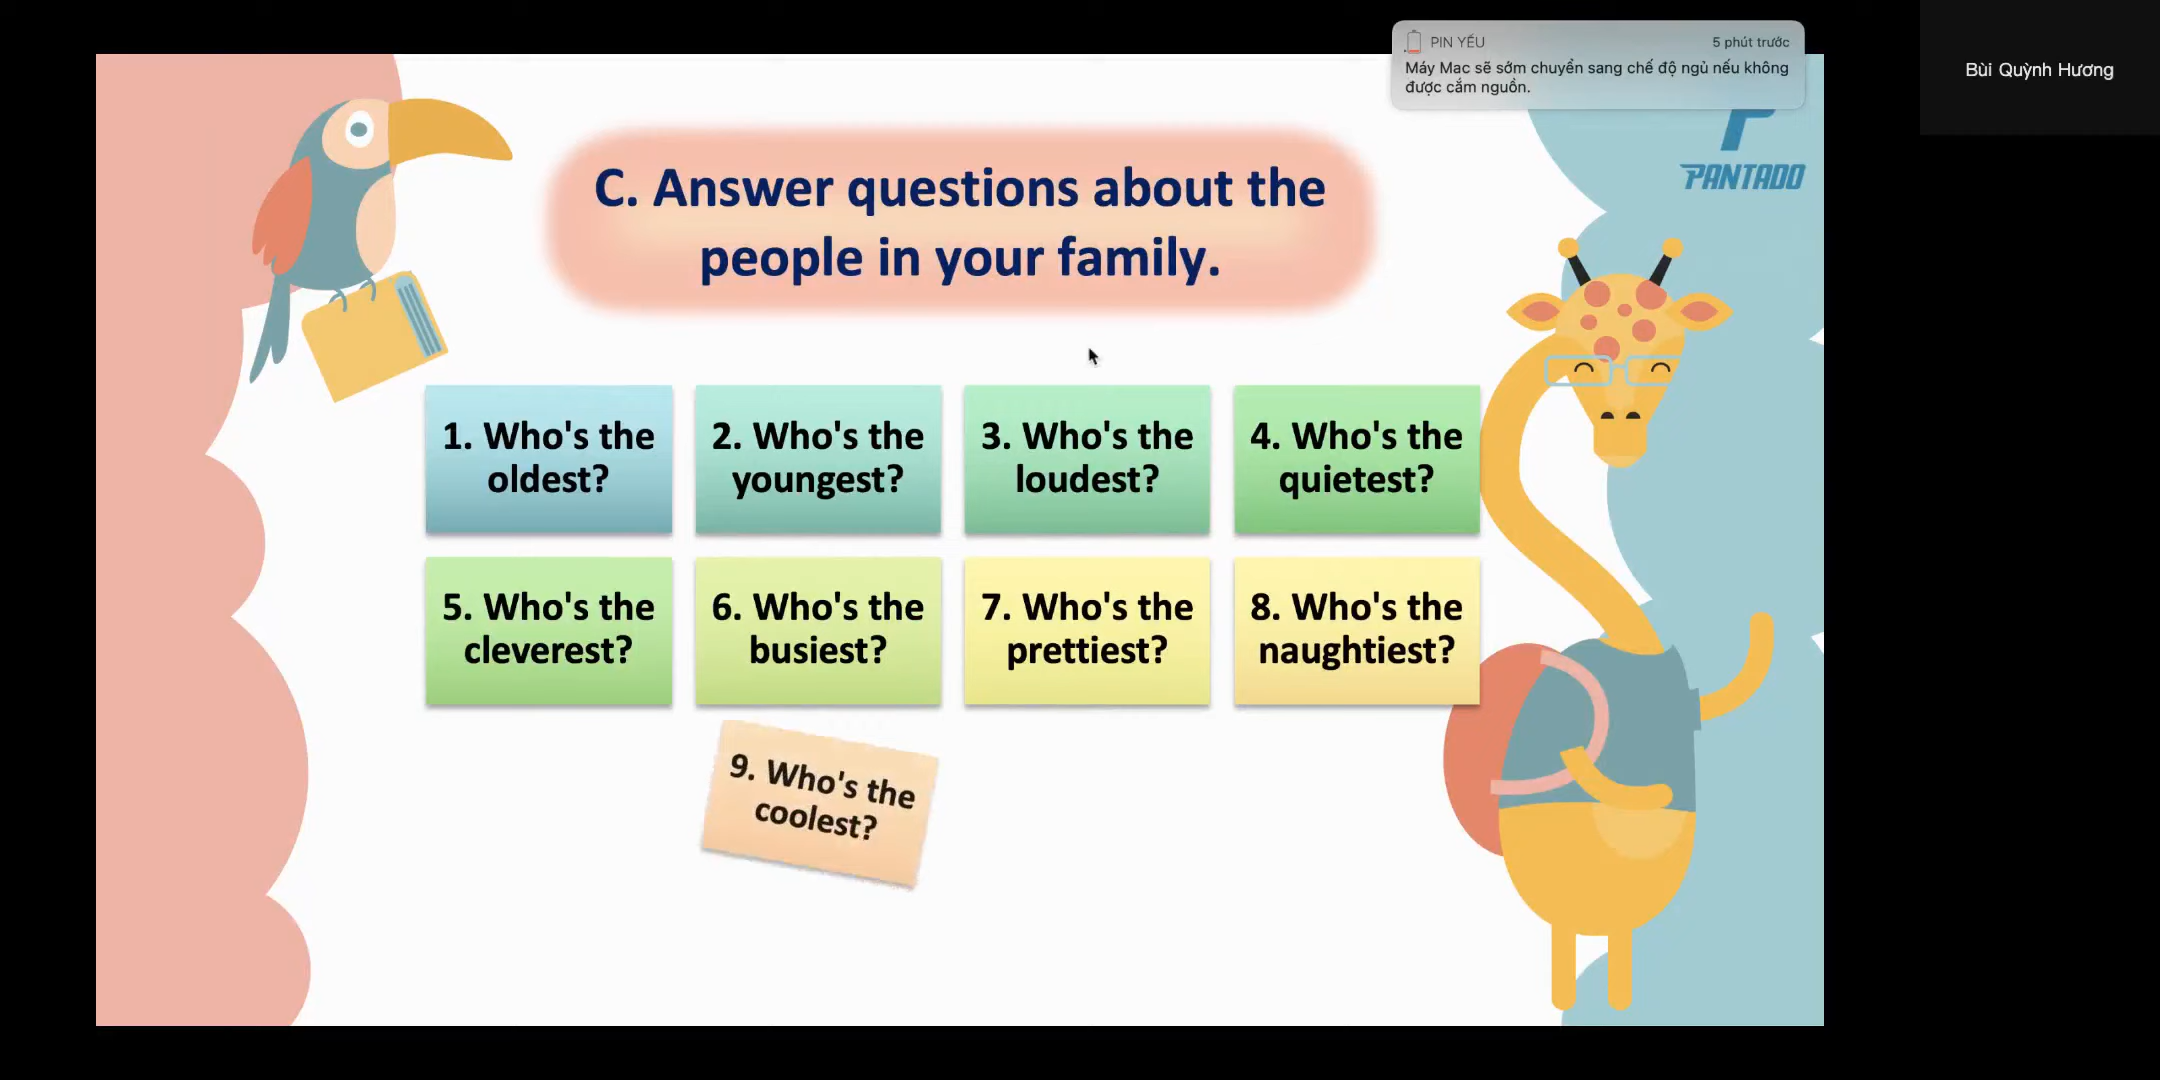 PIN YẾU
5 phút trước
Máy Mac sẽ sớm chuyển sang chế độ ngủ nếu không
được cắm nguồn.
Bùi Quỳnh Hương
PANTADO
C. Answer questions about the
people in your family.
1. Who's the
oldest?
2. Who's the
youngest?
3. Who's the
loudest?
4. Who's the
quietest?
5. Who's the
cleverest?
6. Who's the
busiest?
7. Who's the
prettiest?
8. Who's the
naughtiest?
9. Who's the
coolest?